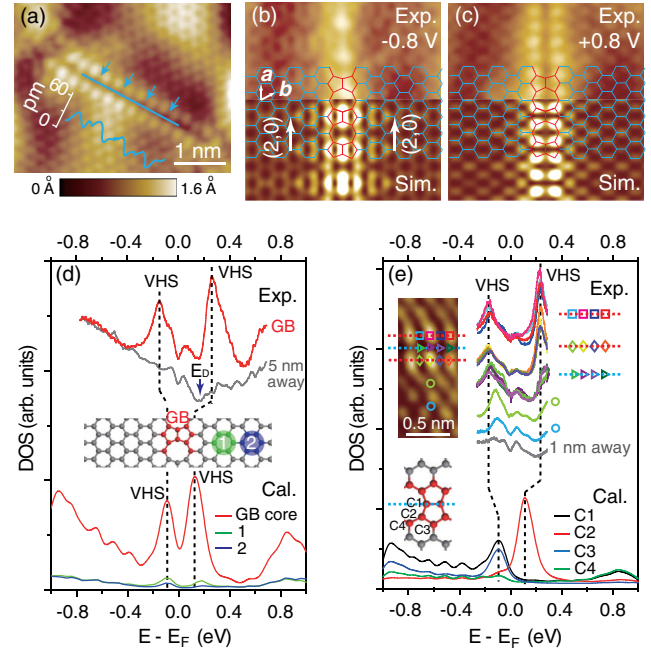 (a)
pm
60
0
1 nm
0 Å
1.6 Å
(b)
Exp.
-0.8 V
a
b
(2,0)
(2,0)
Sim.
(c)
Exp.
+0.8 V
Sim.
-0.8 -0.4 0.0 0.4 0.8
(d)
VHS
VHS
Exp.
GB
5 nm
away
E_D
GB
1
2
VHS
VHS
Cal.
GB core
1
2
DOS (arb. units)
-0.8 -0.4 0.0 0.4 0.8
E - E_F (eV)
-0.8 -0.4 0.0 0.4 0.8
(e)
VHS
VHS
Exp.
0.5 nm
1 nm away
C1
C2
C4
C3
Cal.
C1
C2
C3
C4
DOS (arb. units)
-0.8 -0.4 0.0 0.4 0.8
E - E_F (eV)